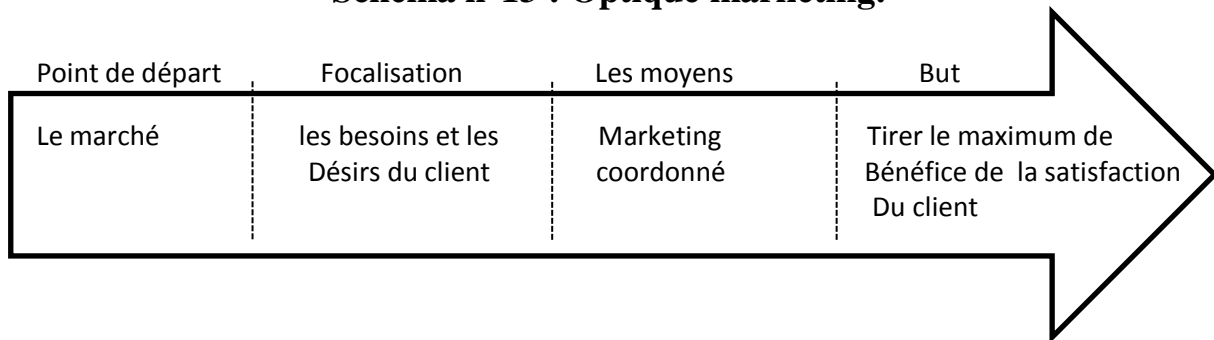 Schéma n°13 : Optique marketing.
Point de départ Focalisation Les moyens But
Le marché les besoins et les Marketing Tirer le maximum de
Désirs du client coordonné Bénéfice de la satisfaction
Du client